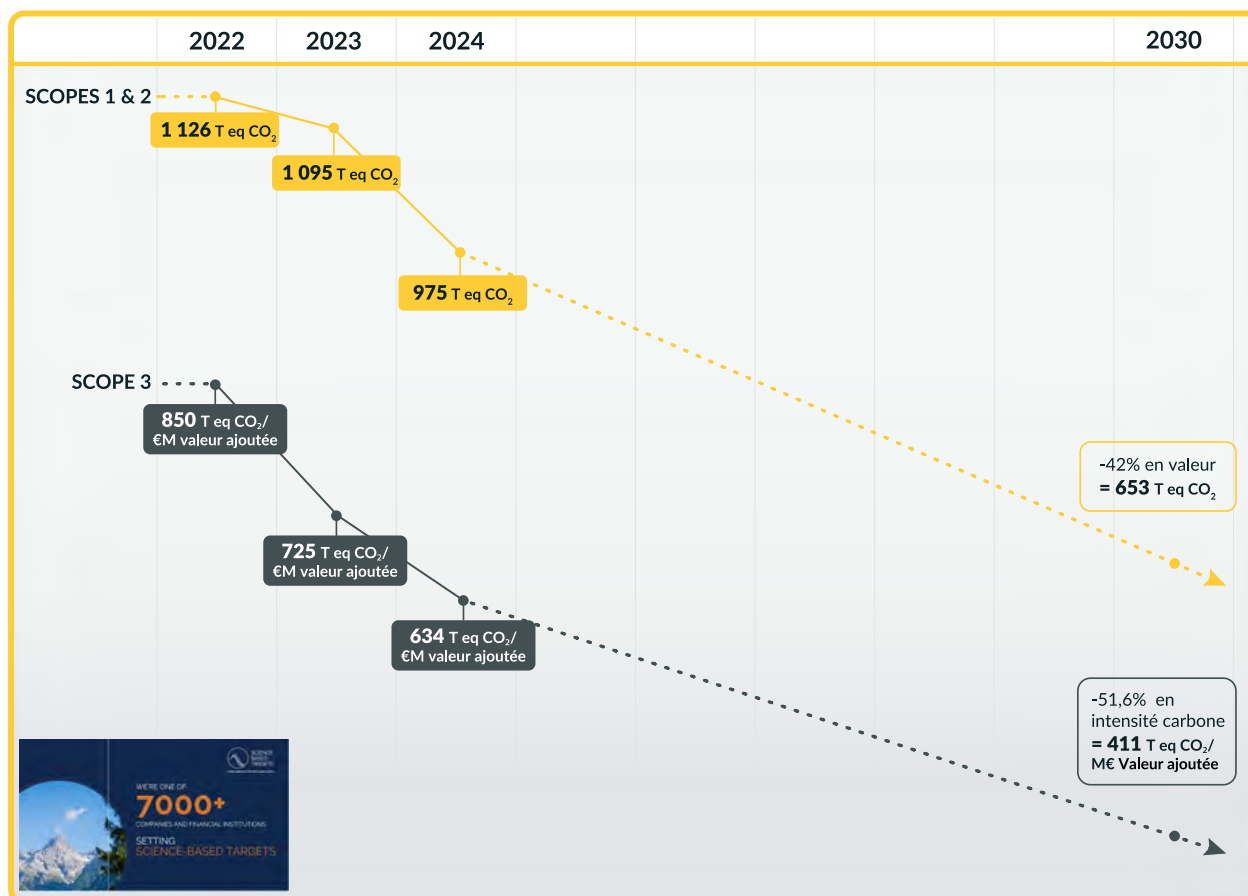 2022 2023 2024 2030
SCOPES 1 & 2
1 126 T eq CO₂
1 095 T eq CO₂
975 T eq CO₂
SCOPE 3
850 T eq CO₂/
€M valeur ajoutée
725 T eq CO₂/
€M valeur ajoutée
634 T eq CO₂/
€M valeur ajoutée
-42% en valeur
= 653 T eq CO₂
-51,6% en
intensité carbone
= 411 T eq CO₂/
M€ Valeur ajoutée
SCIENCE
BASED
TARGETS
WE'RE ONE OF
7000+
COMPANIES AND FINANCIAL INSTITUTIONS
SETTING
SCIENCE-BASED TARGETS